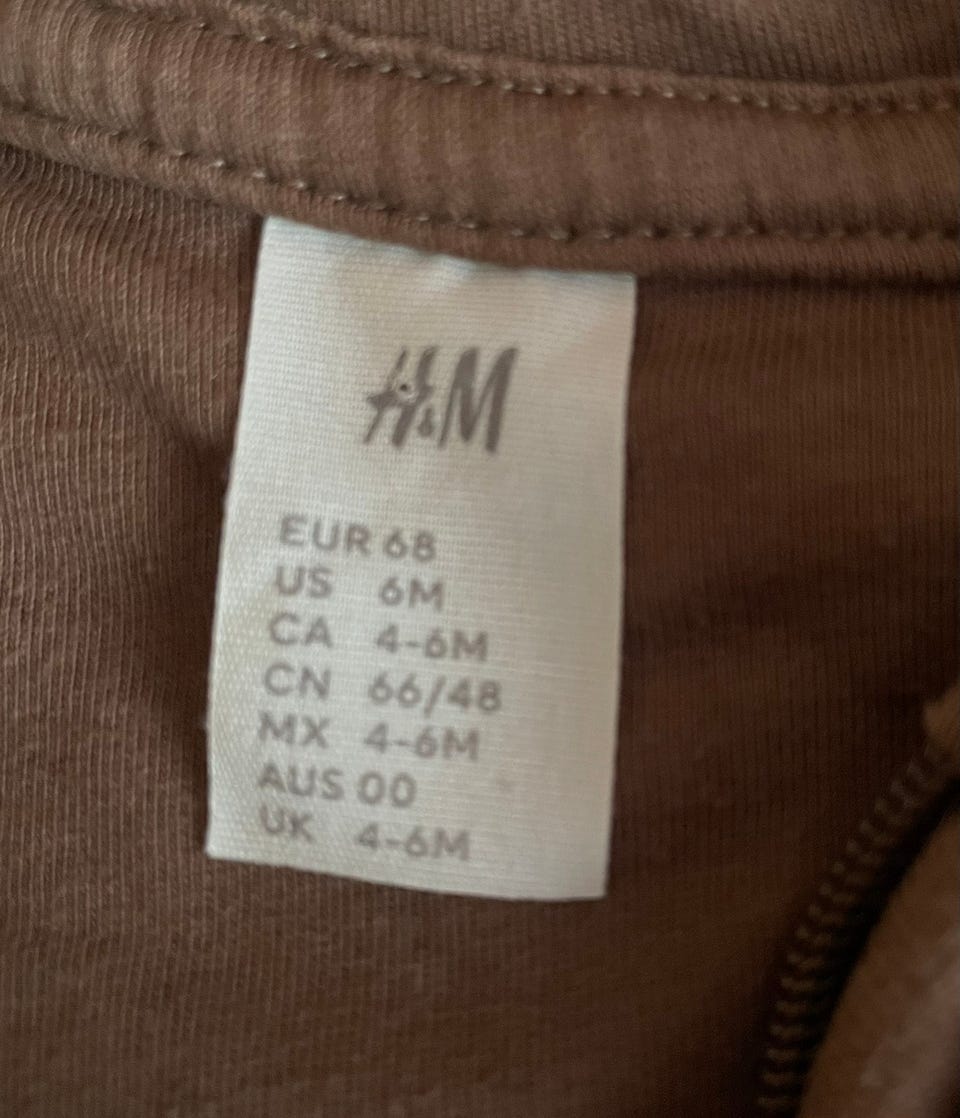 H&M
EUR 68
US 6M
CA 4-6M
CN 66/48
MX 4-6M
AUS 00
UK 4-6M